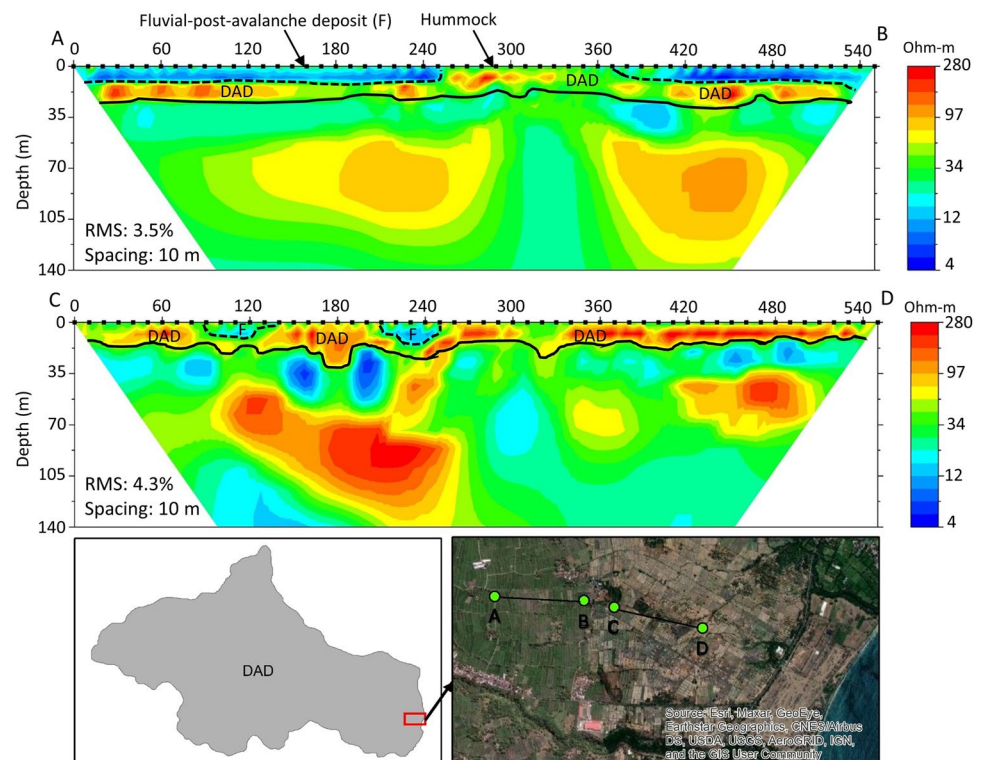 Fluvial-post-avalanche deposit (F)
Hummock
A
B
0 60 120 180 240 300 360 420 480 540
Ohm-m
0
35
70
105
140
Depth (m)
DAD
DAD
DAD
280
97
34
12
4
RMS: 3.5%
Spacing: 10 m
C
D
0 60 120 180 240 300 360 420 480 540
Ohm-m
0
35
70
105
140
Depth (m)
DAD
F
DAD
F
DAD
280
97
34
12
4
RMS: 4.3%
Spacing: 10 m
DAD
A
B
C
D
Source: Esri, Maxar, GeoEye,
Earthstar Geographics, CNES/Airbus
DS, USDA, USGS, AeroGRID, IGN,
and the GIS User Community